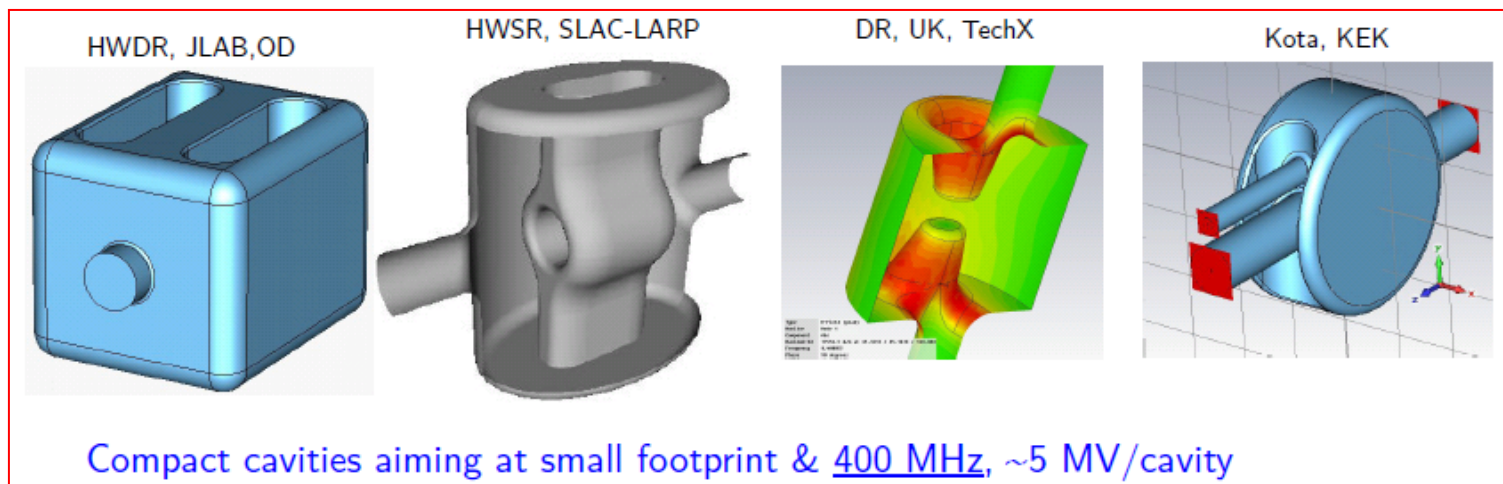 HWDR, JLAB,OD
HWSR, SLAC-LARP
DR, UK, TechX
Kota, KEK
y
x
z
Compact cavities aiming at small footprint & 400 MHz, ~5 MV/cavity